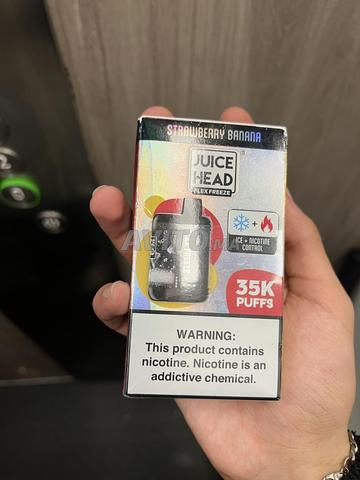 STRAWBERRY BANANA
JUICE
HEAD
FLEX FREEZE
+
ICE + NICOTINE
CONTROL
35K
PUFFS
WARNING:
This product contains
nicotine. Nicotine is an
addictive chemical.
2